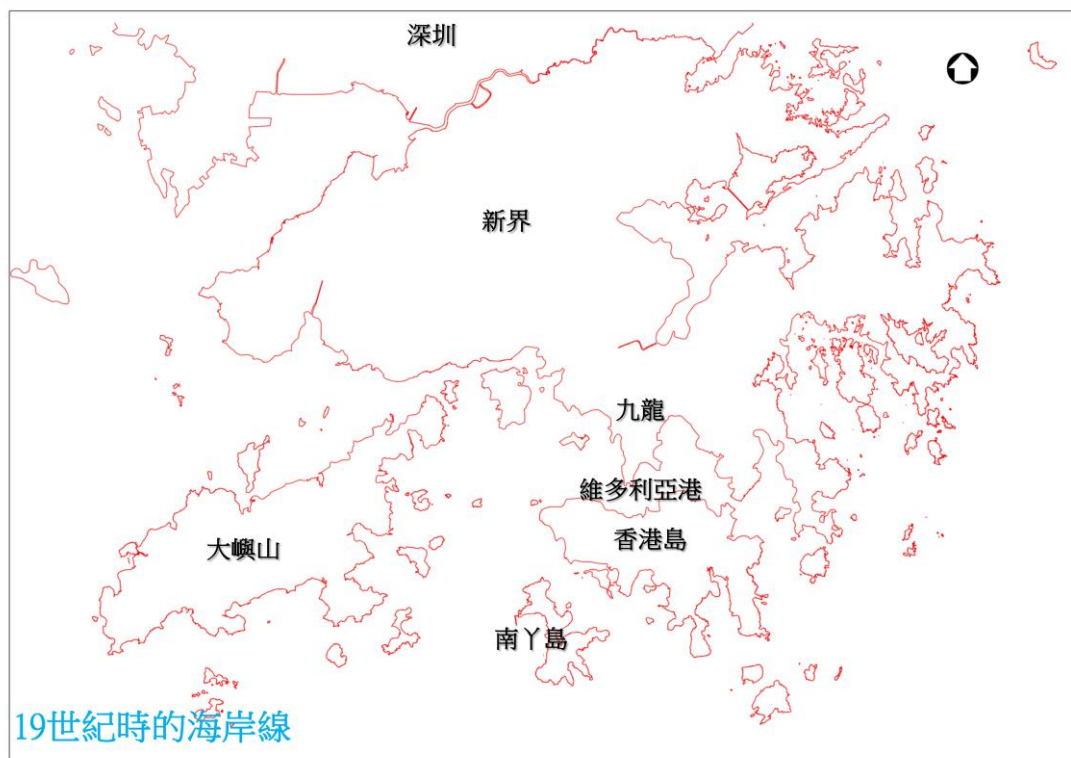 深圳
新界
九龍
維多利亞港
香港島
大嶼山
南丫島
19世紀時的海岸線